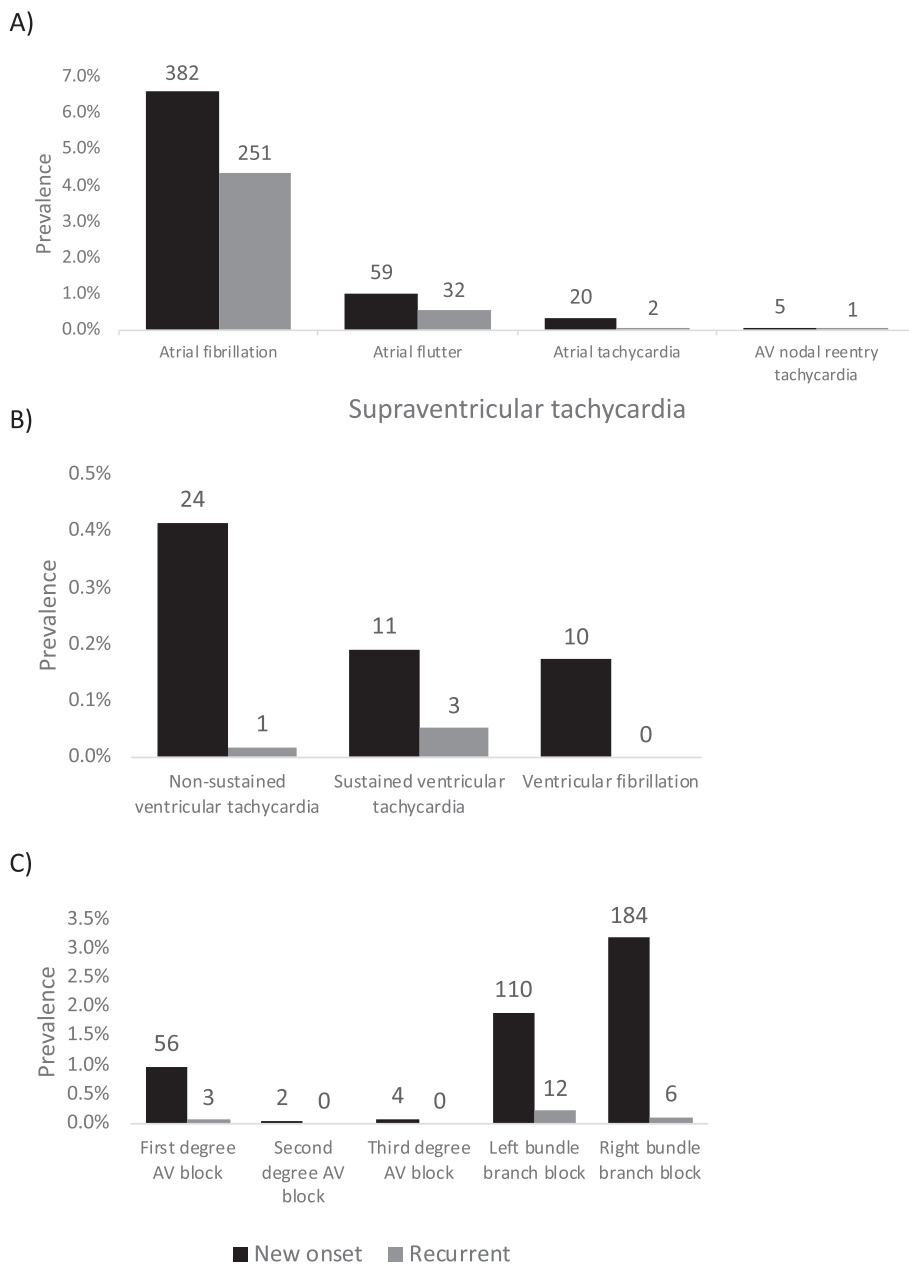 A)
Prevalence
7.0%
6.0%
5.0%
4.0%
3.0%
2.0%
1.0%
0.0%
382
251
59
32
20
2
5
1
Atrial fibrillation
Atrial flutter
Atrial tachycardia
AV nodal reentry
tachycardia
Supraventricular tachycardia
B)
Prevalence
0.5%
0.4%
0.3%
0.2%
0.1%
0.0%
24
1
11
3
10
0
Non-sustained
ventricular tachycardia
Sustained ventricular
tachycardia
Ventricular fibrillation
C)
Prevalence
3.5%
3.0%
2.5%
2.0%
1.5%
1.0%
0.5%
0.0%
56
3
2
0
4
0
110
12
184
6
First degree
AV block
Second
degree AV
block
Third degree
AV block
Left bundle
branch block
Right bundle
branch block
New onset
Recurrent